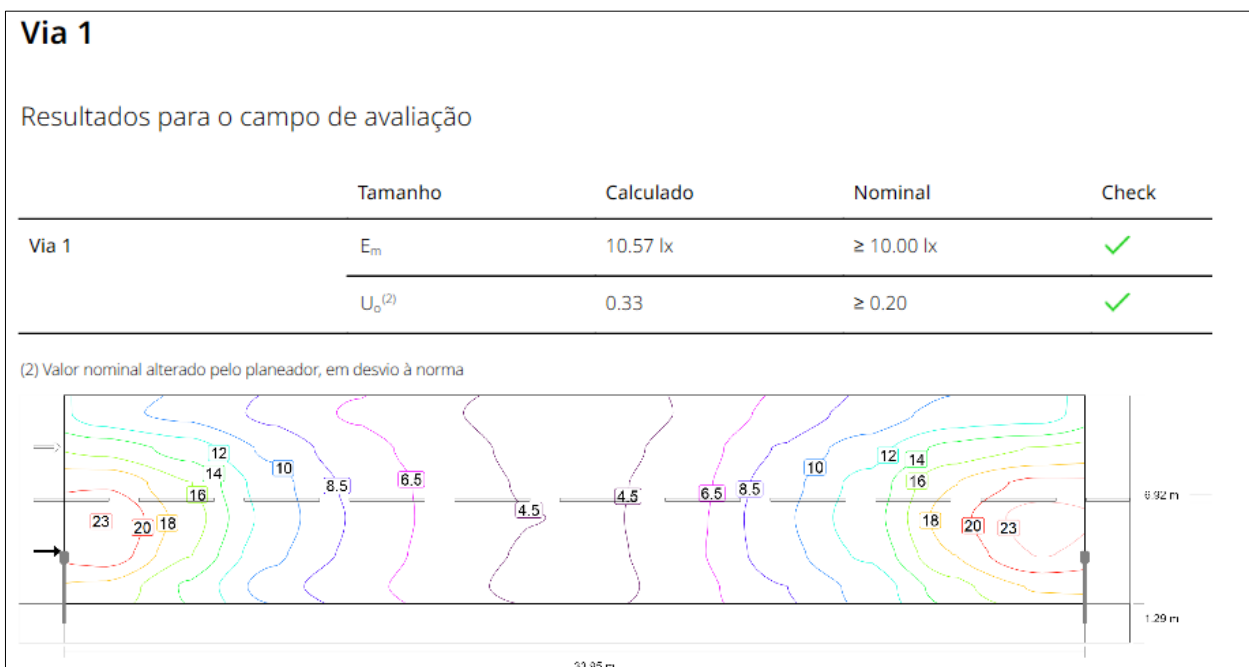 Via 1
Resultados para o campo de avaliação
Tamanho Calculado Nominal Check
Via 1 Em 10.57 lx ≥ 10.00 lx
Uo(2) 0.33 ≥ 0.20
(2) Valor nominal alterado pelo planeador, em desvio à norma
12 12 14
14 10 10
16 8.5 6.5 6.5 8.5 16
4.5 4.5 6.92 m
23 20 18 18 20 23
1.29 m